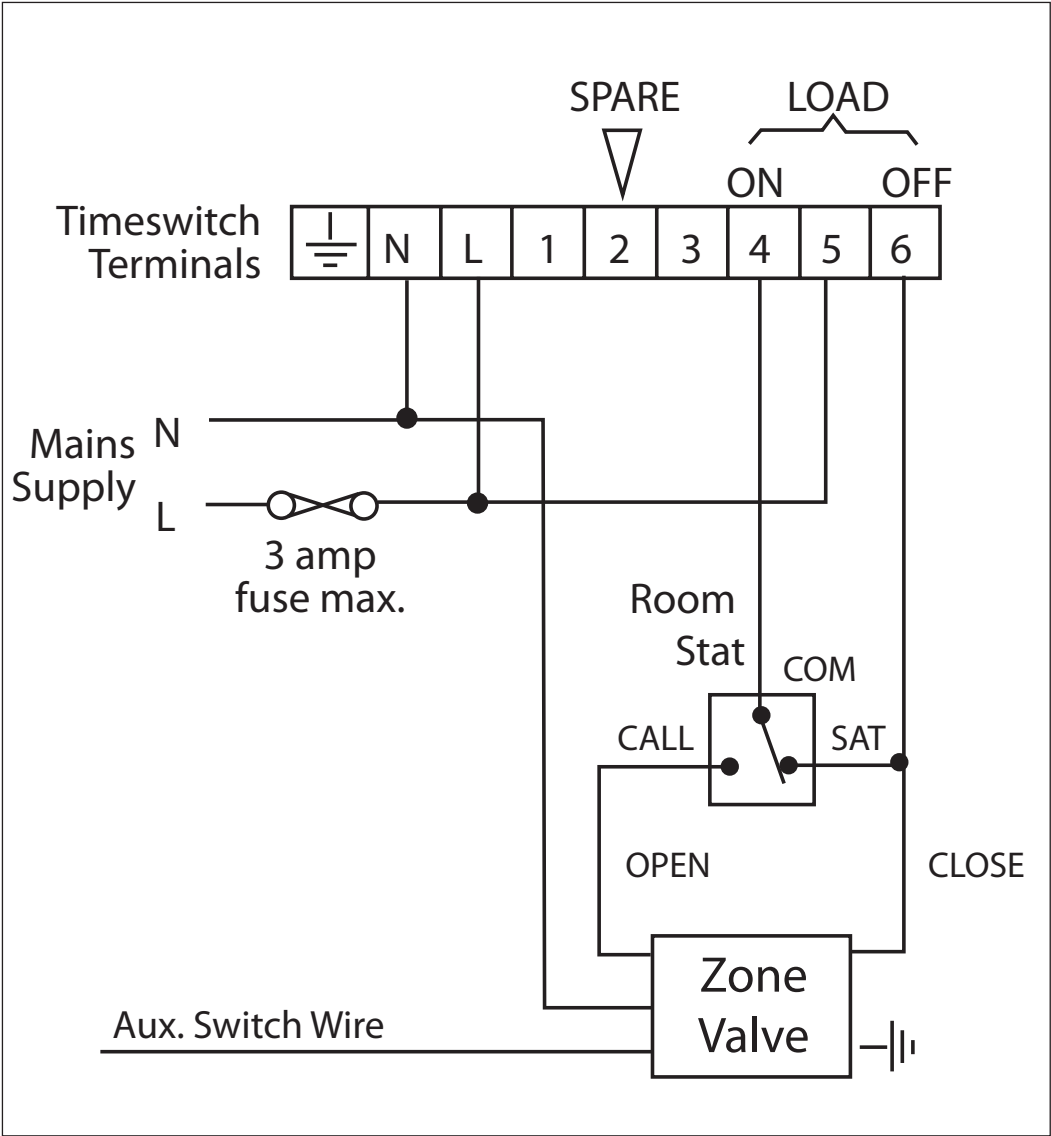 SPARE LOAD
ON OFF
Timeswitch
Terminals
N L 1 2 3 4 5 6
Mains
Supply
N
L
3 amp
fuse max.
Room
Stat
COM
CALL SAT
OPEN CLOSE
Zone
Valve
Aux. Switch Wire